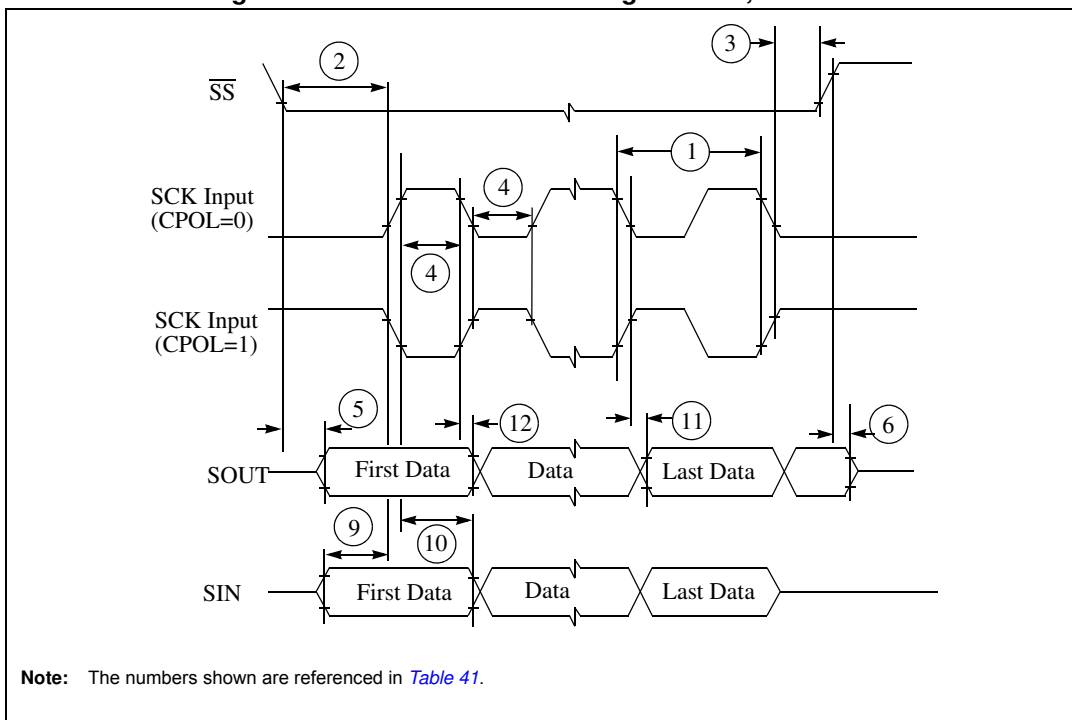 3
2
SS
1
SCK Input
(CPOL=0)
4
4
SCK Input
(CPOL=1)
5
12
11
6
SOUT
First Data
Data
Last Data
9
10
SIN
First Data
Data
Last Data
Note: The numbers shown are referenced in Table 41.